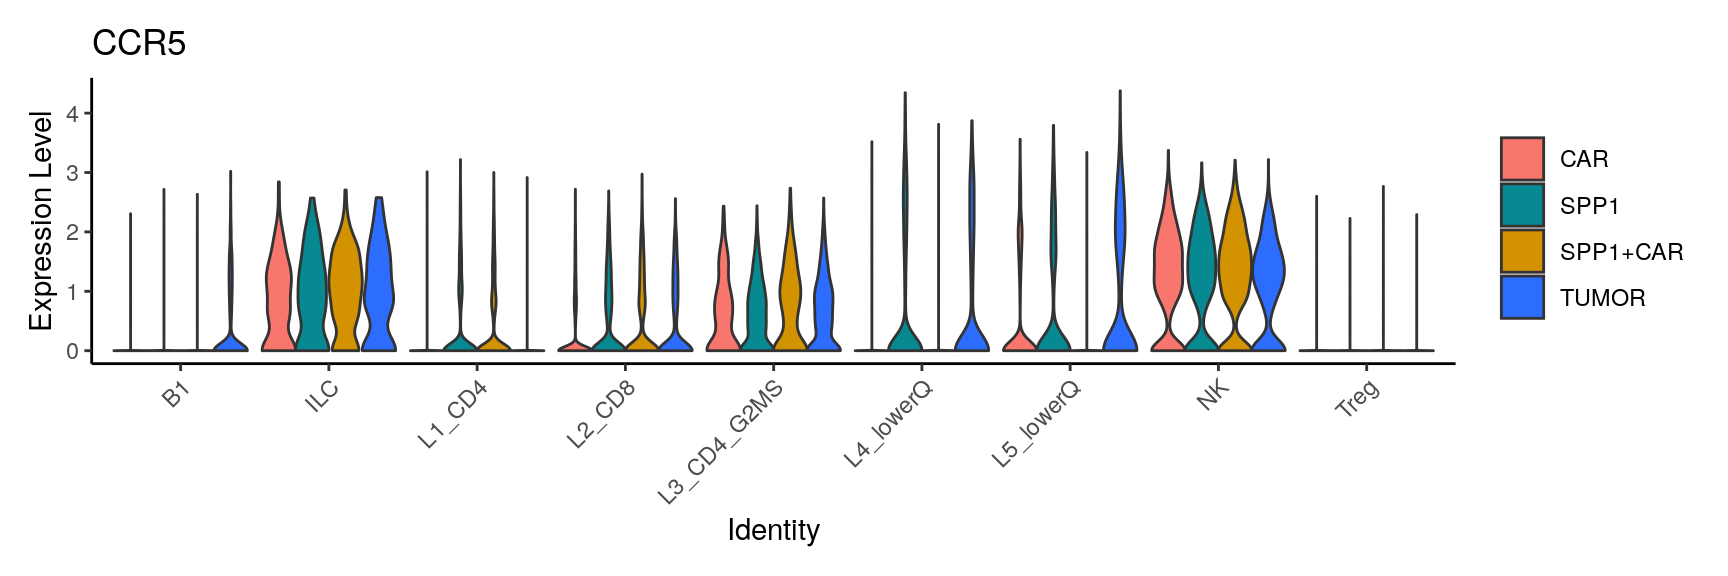 CCR5
Expression Level
4
3
2
1
0
B1
ILC
L1_CD4
L2_CD8
L3_CD4_G2MS
L4_lowerQ
L5_lowerQ
NK
Treg
Identity
CAR
SPP1
SPP1+CAR
TUMOR